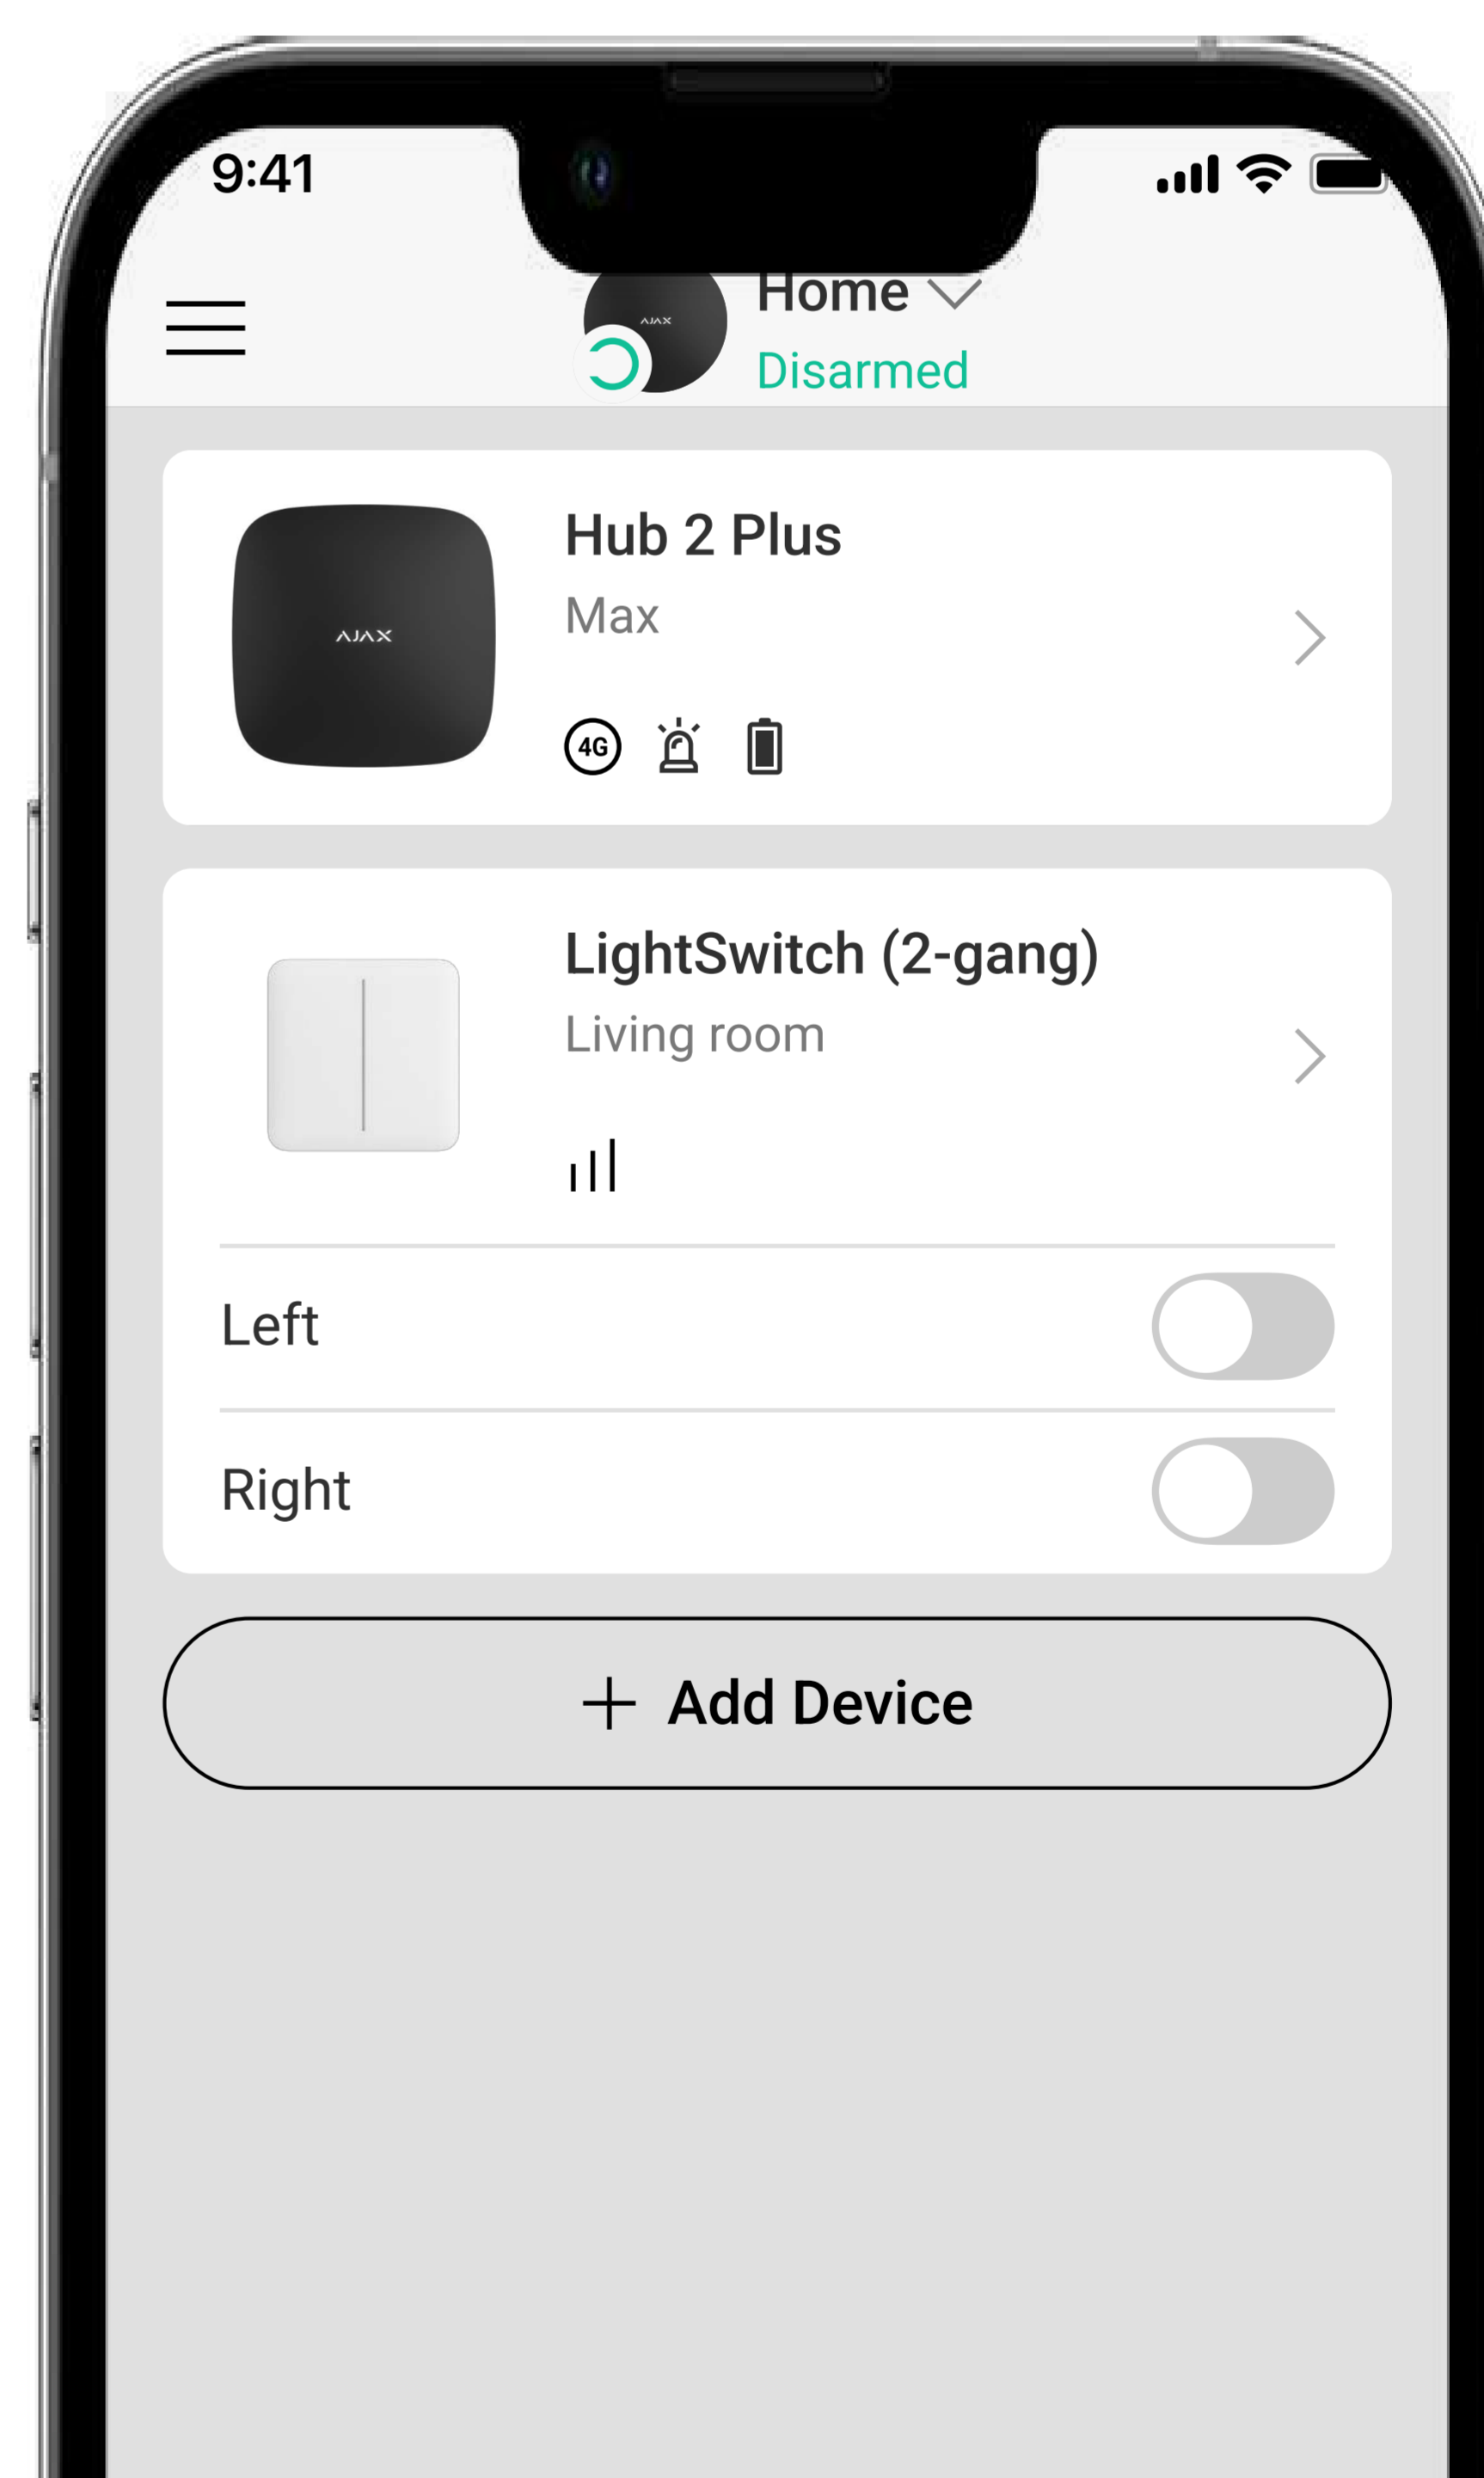 9:41
AJAX
Home
Disarmed
AJAX
Hub 2 Plus
Max
4G
LightSwitch (2-gang)
Living room
Left
Right
Add Device